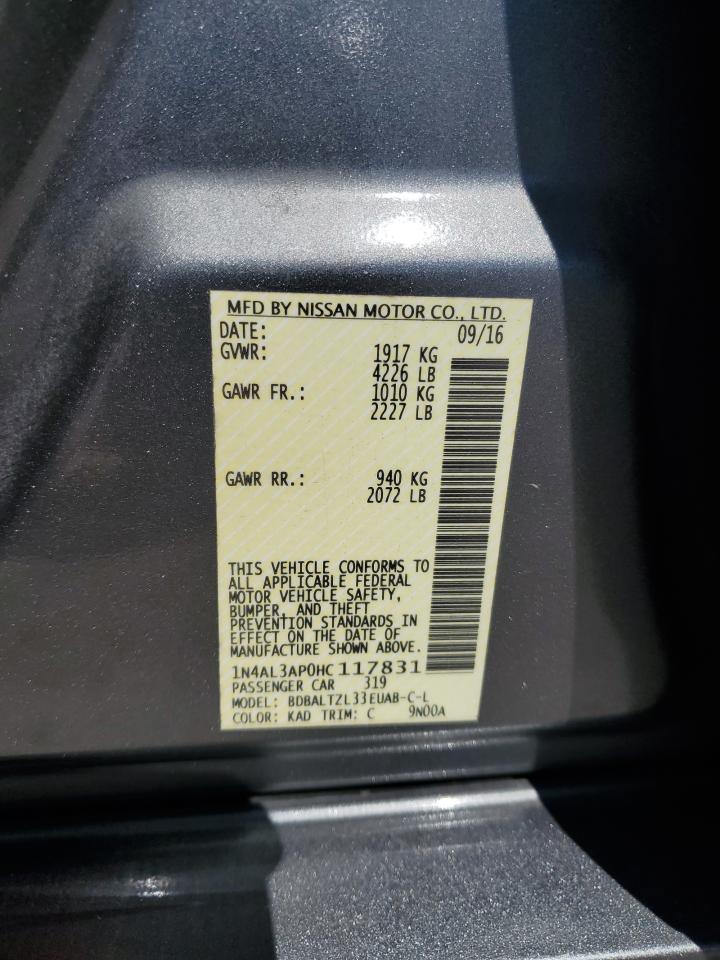 MFD BY NISSAN MOTOR CO., LTD.
DATE: 09/16
GVWR: 1917 KG
4226 LB
GAWR FR.: 1010 KG
2227 LB
GAWR RR.: 940 KG
2072 LB
THIS VEHICLE CONFORMS TO
ALL APPLICABLE FEDERAL
MOTOR VEHICLE SAFETY,
BUMPER, AND THEFT
PREVENTION STANDARDS IN
EFFECT ON THE DATE OF
MANUFACTURE SHOWN ABOVE.
1N4AL3AP0HC117831
PASSENGER CAR 319
MODEL: BDBALTZL33EUAB-C-L
COLOR: KAD TRIM: C 9N00A